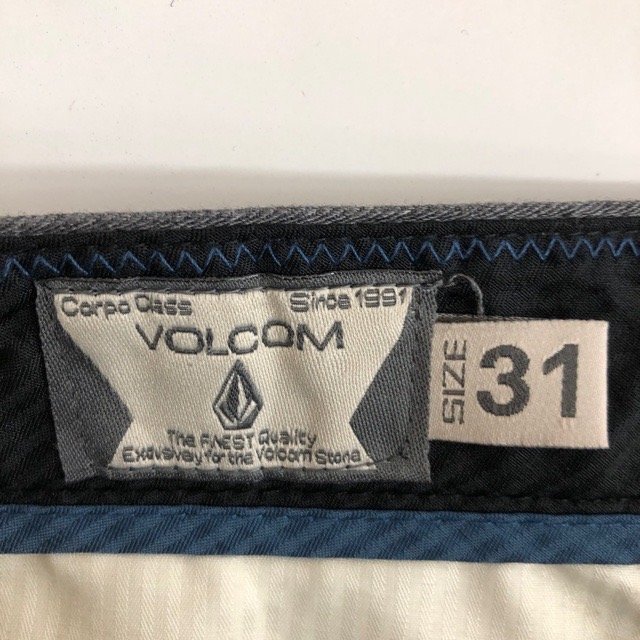 Corpo Class Since 1991
VOLCOM
The FINEST Quality
Exclusively for the Volcom Stone
SIZE 31